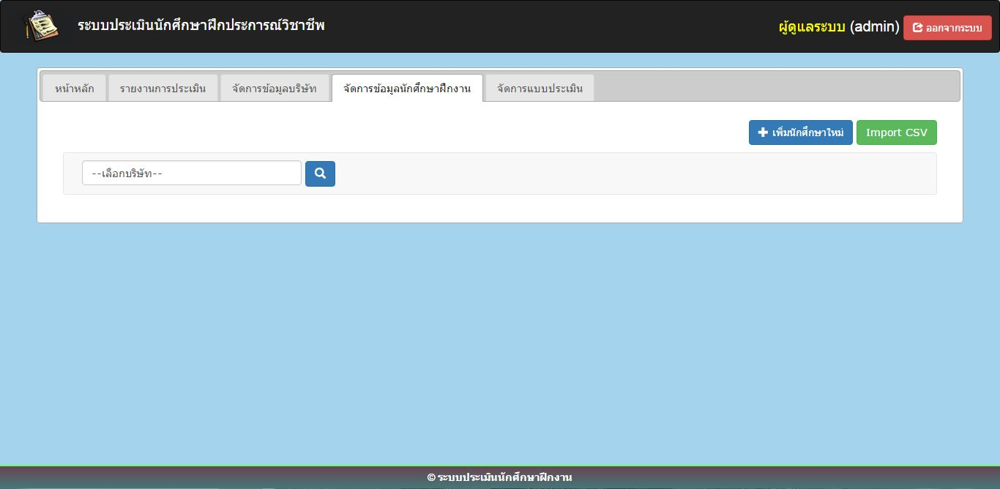 ระบบประเมินนักศึกษาฝึกประการณ์วิชาชีพ
ผู้ดูแลระบบ (admin) ออกจากระบบ
หน้าหลัก รายงานการประเมิน จัดการข้อมูลบริษัท จัดการข้อมูลนักศึกษาฝึกงาน จัดการแบบประเมิน
เพิ่มนักศึกษาใหม่ Import CSV
--เลือกบริษัท--
© ระบบประเมินนักศึกษาฝึกงาน